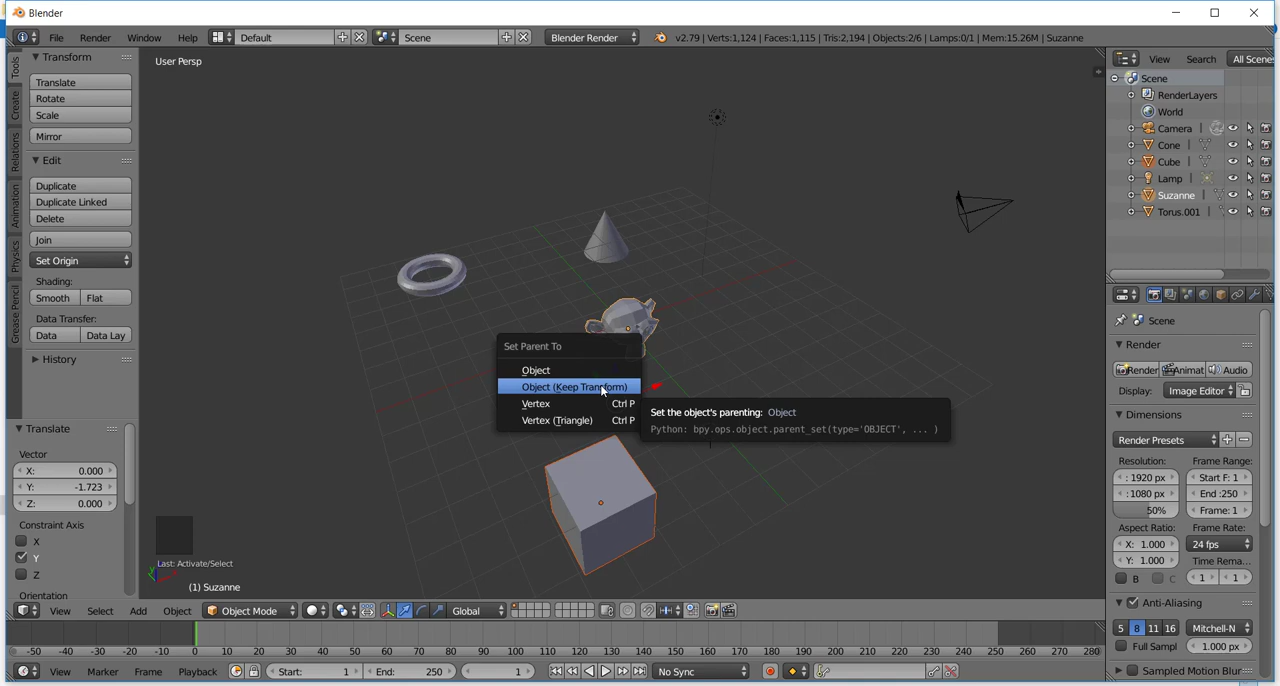 Blender
File Render Window Help Default Scene Blender Render v2.79 | Verts:1,124 | Faces:1,115 | Tris:2,194 | Objects:2/6 | Lamps:0/1 | Mem:15.26M | Suzanne
Tools
Create
Relations
Animation
Physics
Grease Pencil
Transform
Translate
Rotate
Scale
Mirror
Edit
Duplicate
Duplicate Linked
Delete
Join
Set Origin
Shading:
Smooth Flat
Data Transfer:
Data Data Lay
History
Translate
Vector
X: 0.000
Y: -1.723
Z: 0.000
Constraint Axis
X
Y
Z
Orientation
User Persp
Set Parent To
Object
Object (Keep Transform)
Vertex Ctrl P
Vertex (Triangle) Ctrl P
Set the object's parenting: Object
Python: bpy.ops.object.parent_set(type='OBJECT', ... )
Last: Activate/Select
(1) Suzanne
View Select Add Object Object Mode Global
View Search All Scenes
Scene
RenderLayers
World
Camera
Cone
Cube
Lamp
Suzanne
Torus.001
Scene
Render
Render Animat Audio
Display: Image Editor
Dimensions
Render Presets
Resolution: Frame Range:
: 1920 px Start F: 1
: 1080 px End :250
50% Frame: 1
Aspect Ratio: Frame Rate:
X: 1.000 24 fps
Y: 1.000 Time Rema...
B C 1 1
Anti-Aliasing
5 8 11 16 Mitchell-N
Full Sampl 1.000 px
Sampled Motion Blur
-50 -40 -30 -20 -10 0 10 20 30 40 50 60 70 80 90 100 110 120 130 140 150 160 170 180 190 200 210 220 230 240 250 260 270 280
View Marker Frame Playback Start: 1 End: 250 1 No Sync